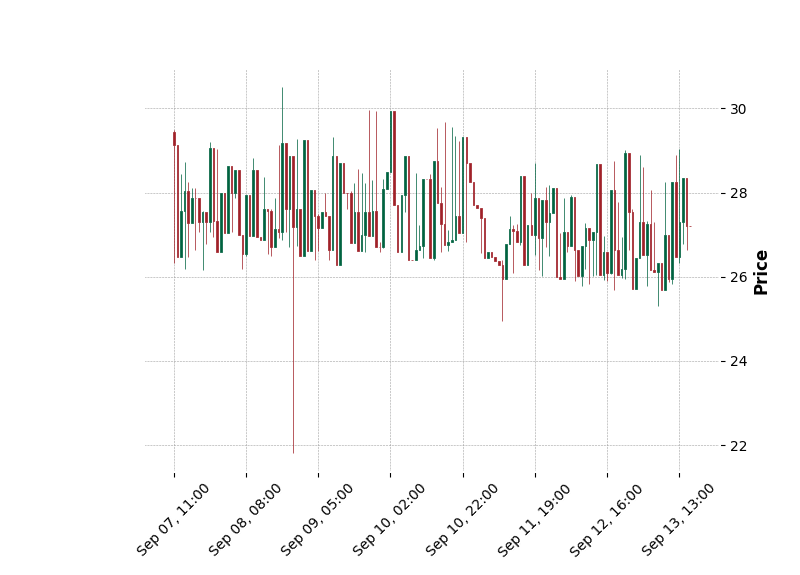 30
28
26
24
22
Price
Sep 07, 11:00
Sep 08, 08:00
Sep 09, 05:00
Sep 10, 02:00
Sep 10, 22:00
Sep 11, 19:00
Sep 12, 16:00
Sep 13, 13:00